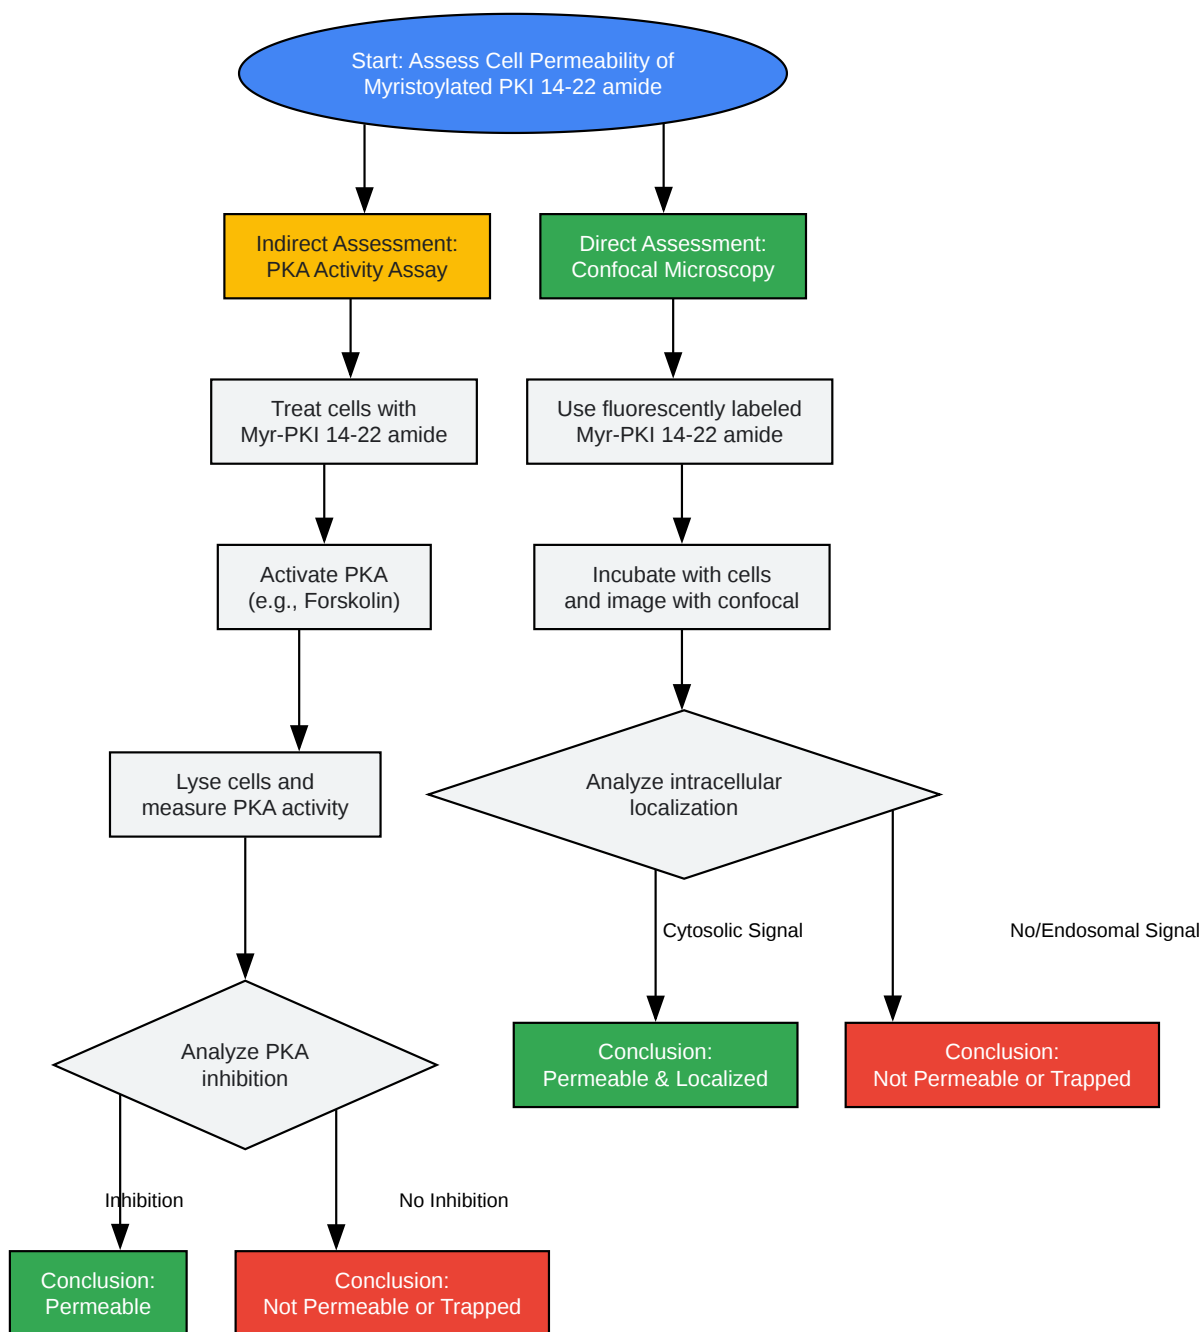 Start: Assess Cell Permeability of
Myristoylated PKI 14-22 amide
Indirect Assessment:
PKA Activity Assay
Direct Assessment:
Confocal Microscopy
Treat cells with
Myr-PKI 14-22 amide
Use fluorescently labeled
Myr-PKI 14-22 amide
Activate PKA
(e.g., Forskolin)
Incubate with cells
and image with confocal
Lyse cells and
measure PKA activity
Analyze intracellular
localization
Cytosolic Signal
No/Endosomal Signal
Analyze PKA
inhibition
Conclusion:
Permeable & Localized
Conclusion:
Not Permeable or Trapped
Inhibition
No Inhibition
Conclusion:
Permeable
Conclusion:
Not Permeable or Trapped